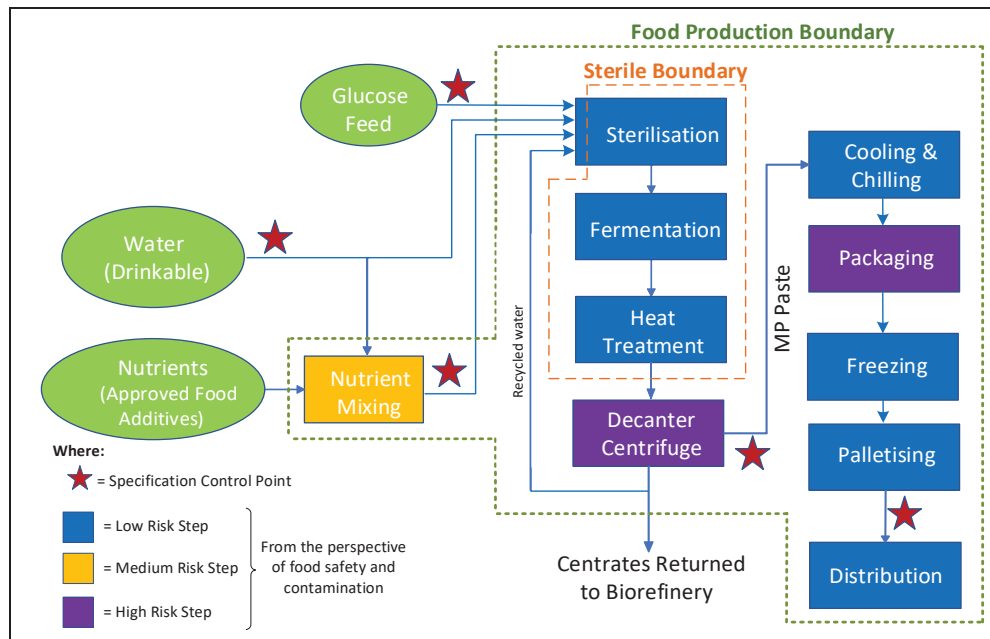 Food Production Boundary
Sterile Boundary
Glucose
Feed
Sterilisation
Cooling &
Chilling
Water
(Drinkable)
Fermentation
Packaging
Heat
Treatment
MP Paste
Recycled water
Nutrients
(Approved Food
Additives)
Nutrient
Mixing
Freezing
Decanter
Centrifuge
Palletising
Where:
= Specification Control Point
= Low Risk Step
= Medium Risk Step
= High Risk Step
From the perspective
of food safety and
contamination
Centrates Returned
to Biorefinery
Distribution